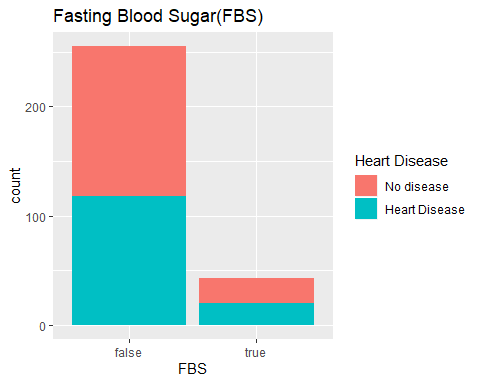 Fasting Blood Sugar(FBS)
200
100
0
count
false
true
FBS
Heart Disease
No disease
Heart Disease